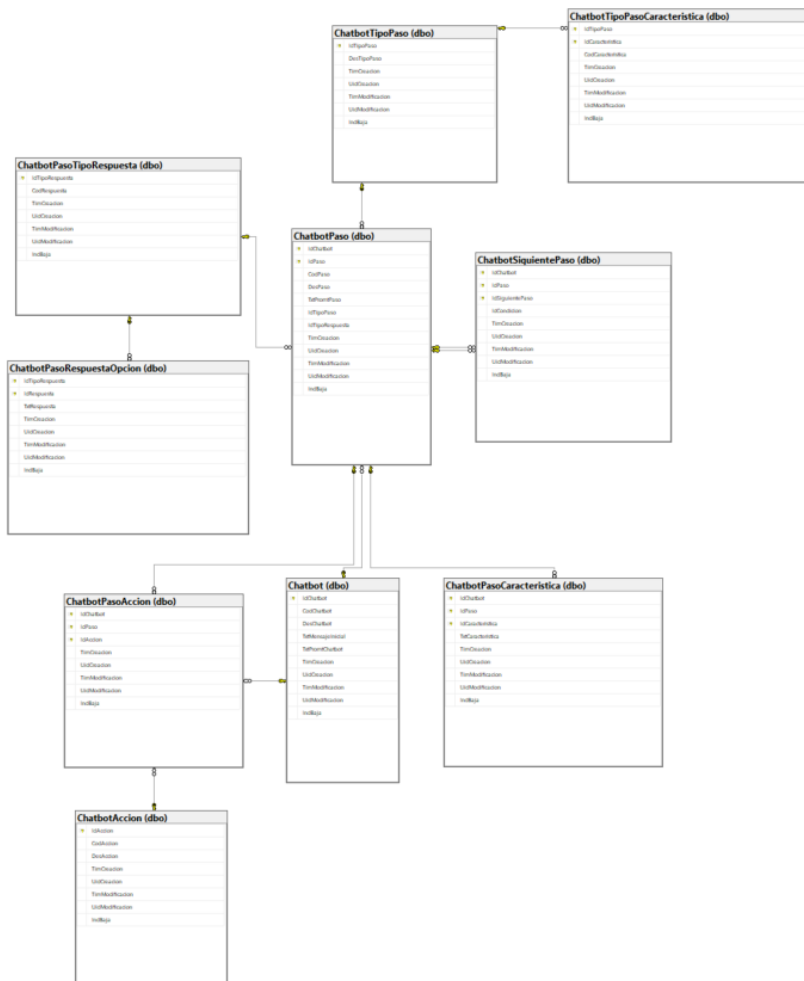 ChatbotTipoPasoCaracteristica (dbo)
IdTipoPaso
IdCaracteristica
CodCaracteristica
TimCreacion
UidCreacion
TimModificacion
UidModificacion
IndBaja
ChatbotTipoPaso (dbo)
IdTipoPaso
DesTipoPaso
TimCreacion
UidCreacion
TimModificacion
UidModificacion
IndBaja
ChatbotPasoTipoRespuesta (dbo)
IdTipoRespuesta
CodRespuesta
TimCreacion
UidCreacion
TimModificacion
UidModificacion
IndBaja
ChatbotPaso (dbo)
IdChatbot
IdPaso
CodPaso
DesPaso
TxtPromtPaso
IdTipoPaso
IdTipoRespuesta
TimCreacion
UidCreacion
TimModificacion
UidModificacion
IndBaja
ChatbotSiguientePaso (dbo)
IdChatbot
IdPaso
IdSiguientePaso
IdCondicion
TimCreacion
UidCreacion
TimModificacion
UidModificacion
IndBaja
ChatbotPasoRespuestaOpcion (dbo)
IdTipoRespuesta
IdRespuesta
TxtRespuesta
TimCreacion
UidCreacion
TimModificacion
UidModificacion
IndBaja
ChatbotPasoAccion (dbo)
IdChatbot
IdPaso
IdAccion
TimCreacion
UidCreacion
TimModificacion
UidModificacion
IndBaja
Chatbot (dbo)
IdChatbot
CodChatbot
DesChatbot
TxtMensajeInicial
TxtPromtChatbot
TimCreacion
UidCreacion
TimModificacion
UidModificacion
IndBaja
ChatbotPasoCaracteristica (dbo)
IdChatbot
IdPaso
IdCaracteristica
TxtCaracteristica
TimCreacion
UidCreacion
TimModificacion
UidModificacion
IndBaja
ChatbotAccion (dbo)
IdAccion
CodAccion
DesAccion
TimCreacion
UidCreacion
TimModificacion
UidModificacion
IndBaja